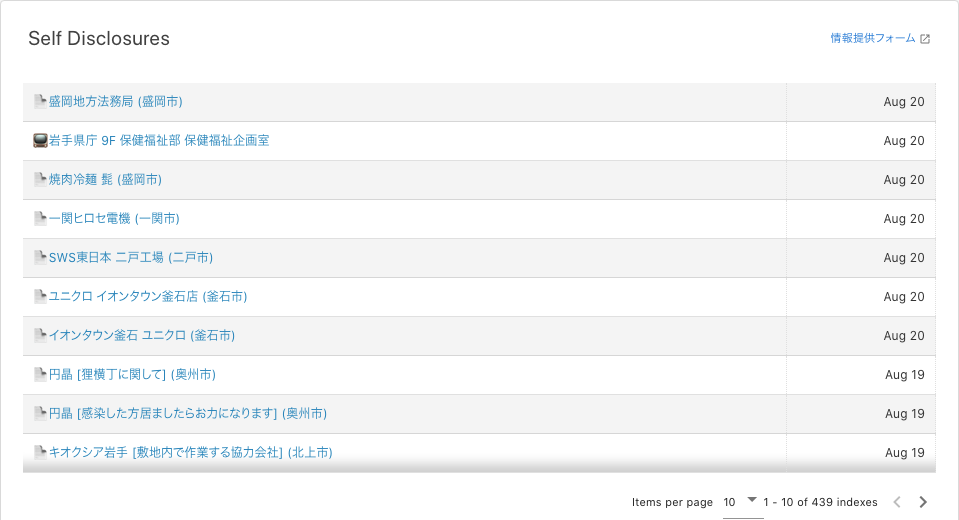 Self Disclosures
情報提供フォーム
盛岡地方法務局 (盛岡市) Aug 20
岩手県庁 9F 保健福祉部 保健福祉企画室 Aug 20
焼肉冷麺 髭 (盛岡市) Aug 20
一関ヒロセ電機 (一関市) Aug 20
SWS東日本 二戸工場 (二戸市) Aug 20
ユニクロ イオンタウン釜石店 (釜石市) Aug 20
イオンタウン釜石 ユニクロ (釜石市) Aug 20
円晶 [狸横丁に関して] (奥州市) Aug 19
円晶 [感染した方居ましたらお力になります] (奥州市) Aug 19
キオクシア岩手 [敷地内で作業する協力会社] (北上市) Aug 19
Items per page 10 1 - 10 of 439 indexes